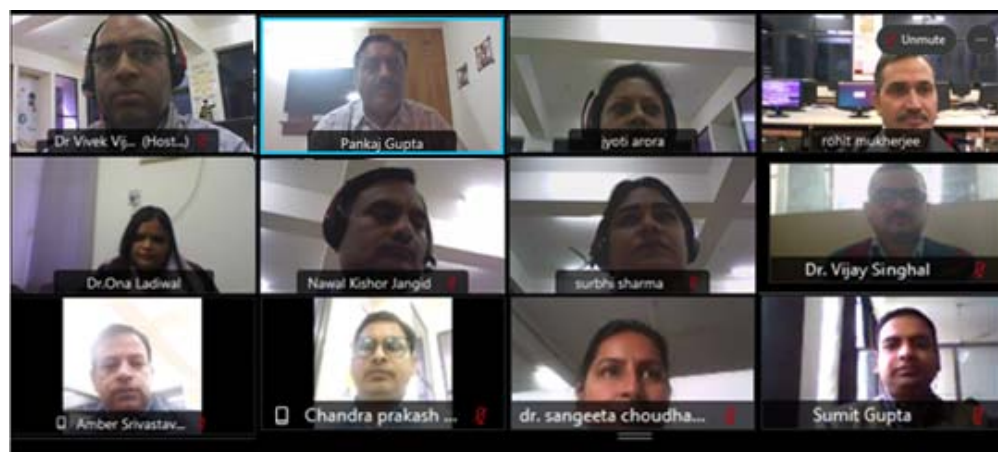 Unmute
Dr Vivek Vij... (Host...)
Pankaj Gupta
jyoti arora
rohit mukherjee
Dr.Ona Ladiwal
Nawal Kishor Jangid
surbhi sharma
Dr. Vijay Singhal
Amber Srivastav...
Chandra prakash ...
dr. sangeeta choudha...
Sumit Gupta